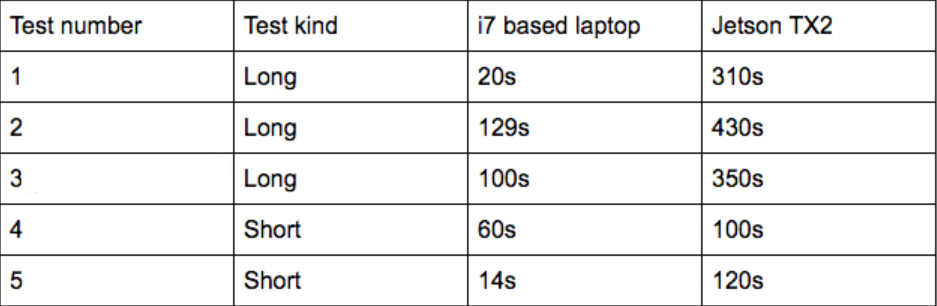 Test number Test kind i7 based laptop Jetson TX2
1 Long 20s 310s
2 Long 129s 430s
3 Long 100s 350s
4 Short 60s 100s
5 Short 14s 120s